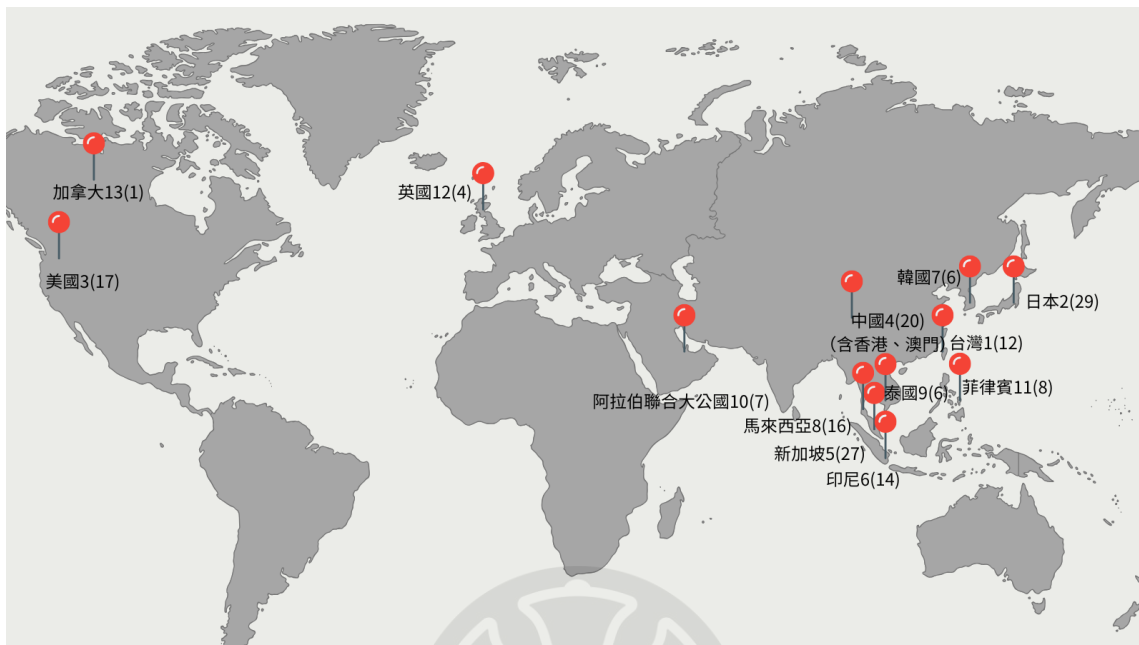 加拿大13(1)
英國12(4)
美國3(17)
韓國7(6)
日本2(29)
中國4(20)
（含香港、澳門）
台灣1(12)
阿拉伯聯合大公國10(7)
泰國9(6)
菲律賓11(8)
馬來西亞8(16)
新加坡5(27)
印尼6(14)